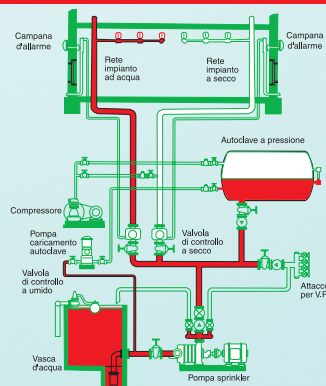 Campana
d'allarme
Campana
d'allarme
Rete
impianto
ad acqua
Rete
impianto
a secco
Autoclave a pressione
Compressore
Pompa
caricamento
autoclave
Valvola
di controllo
a secco
Valvola
di controllo
a umido
Attacco
per V.F.
Vasca
d'acqua
Pompa sprinkler